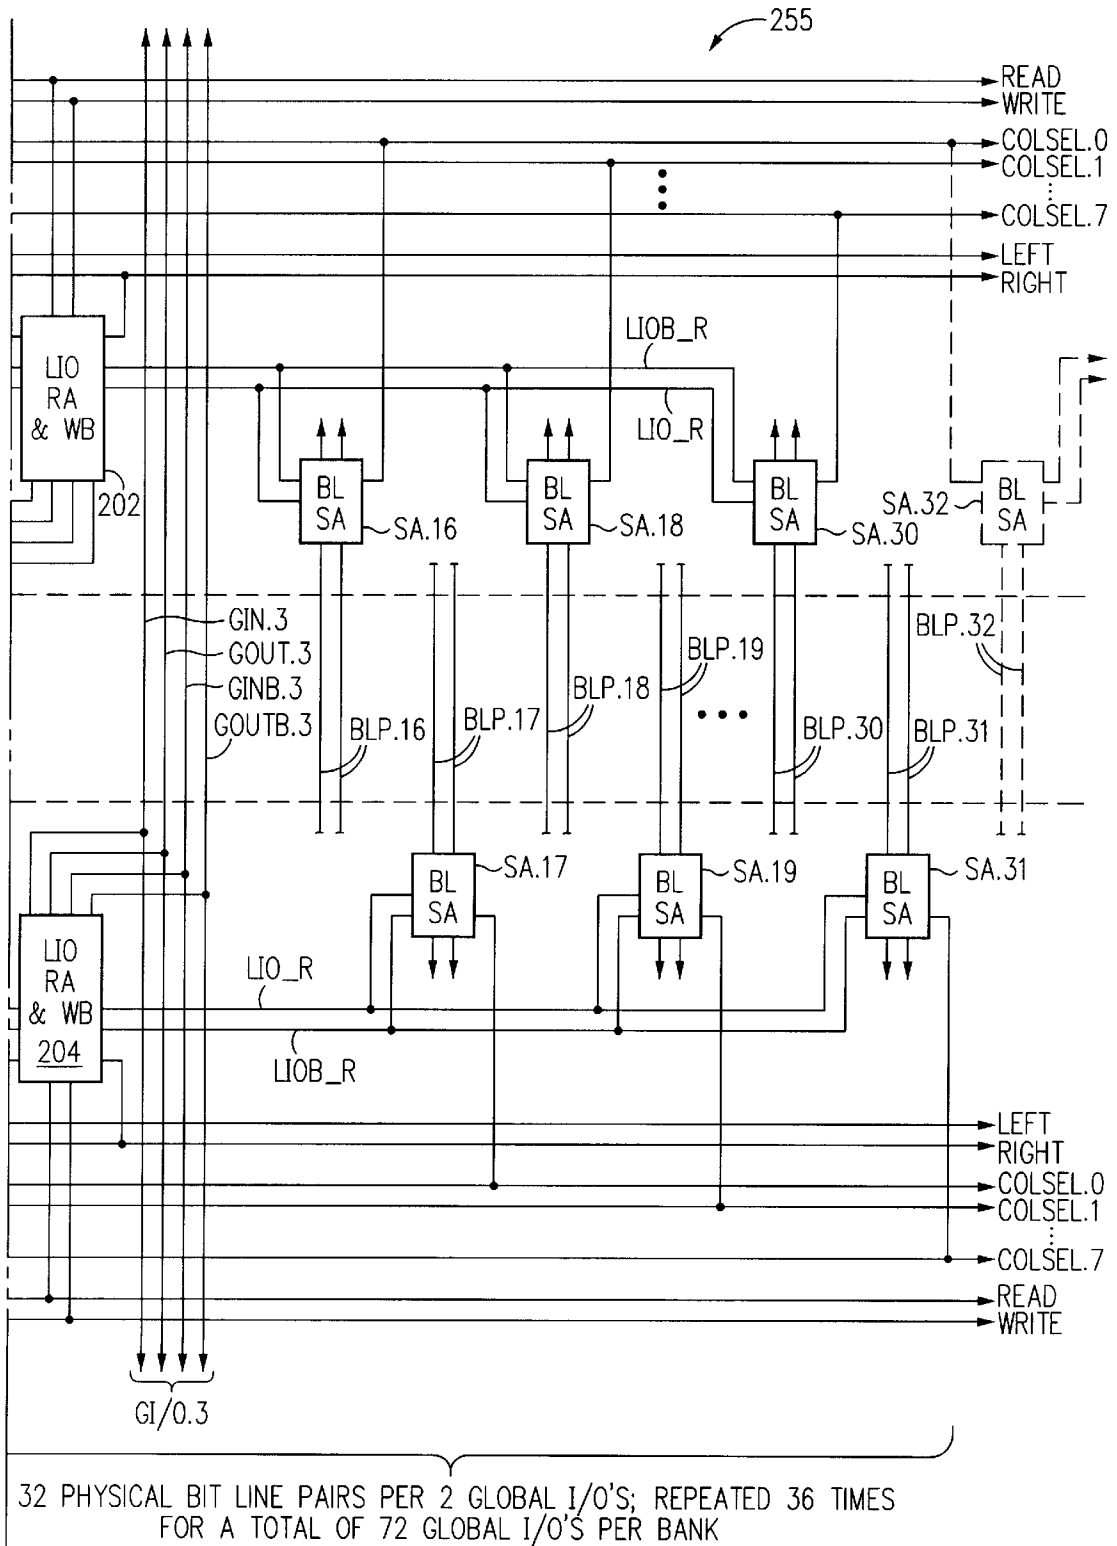 255
READ
WRITE
COLSEL.0
COLSEL.1
COLSEL.7
LEFT
RIGHT
LIO
RA
& WB
202
LIOB_R
LIO_R
BL
SA
SA.16
BL
SA
SA.18
BL
SA
SA.30
BL
SA
SA.32
GIN.3
GOUT.3
GINB.3
GOUTB.3
BLP.16
BLP.17
BLP.18
BLP.19
BLP.30
BLP.31
BLP.32
BL
SA
SA.17
BL
SA
SA.19
BL
SA
SA.31
LIO
RA
& WB
204
LIO_R
LIOB_R
LEFT
RIGHT
COLSEL.0
COLSEL.1
COLSEL.7
READ
WRITE
GI/O.3
32 PHYSICAL BIT LINE PAIRS PER 2 GLOBAL I/O'S; REPEATED 36 TIMES
FOR A TOTAL OF 72 GLOBAL I/O'S PER BANK